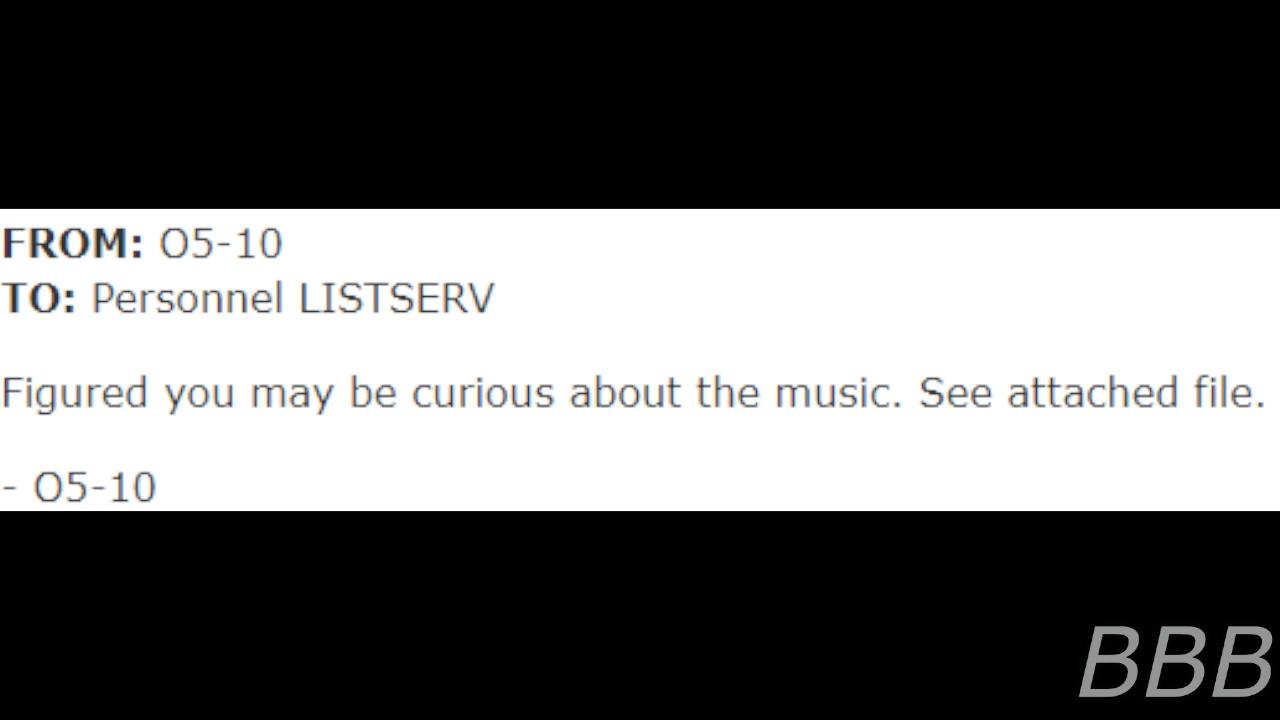 FROM: O5-10
TO: Personnel LISTSERV
Figured you may be curious about the music. See attached file.
- O5-10
BBB